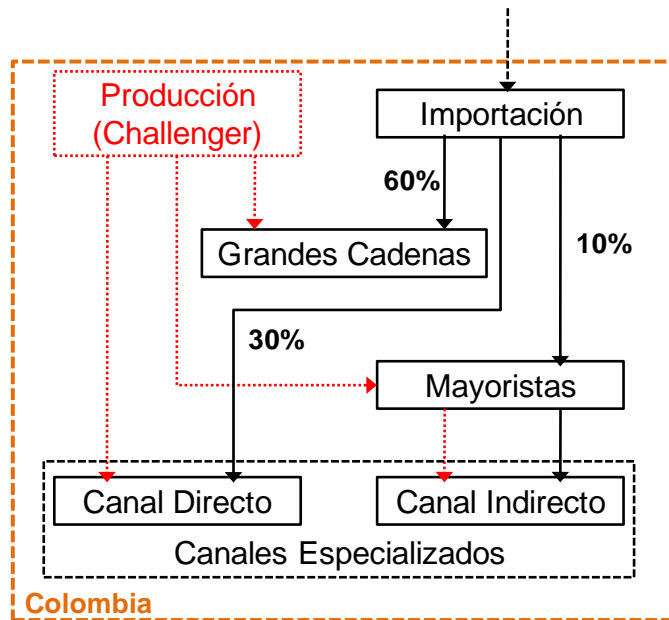 Producción
(Challenger)
Importación
60%
Grandes Cadenas
10%
30%
Mayoristas
Canal Directo
Canal Indirecto
Canales Especializados
Colombia